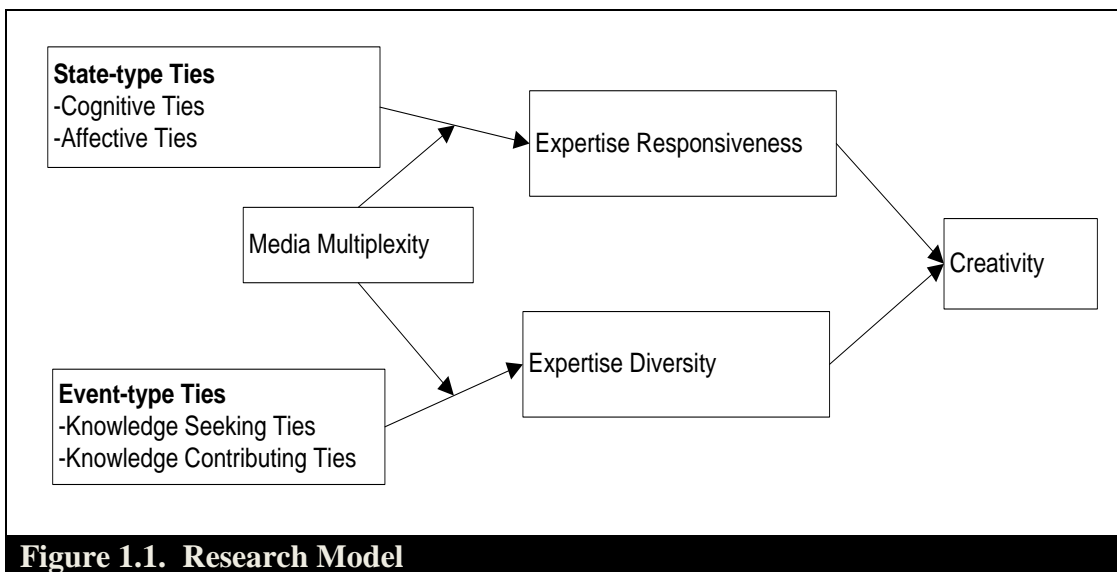 State-type Ties
-Cognitive Ties
-Affective Ties
Expertise Responsiveness
Media Multiplexity
Creativity
Expertise Diversity
Event-type Ties
-Knowledge Seeking Ties
-Knowledge Contributing Ties
Figure 1.1. Research Model